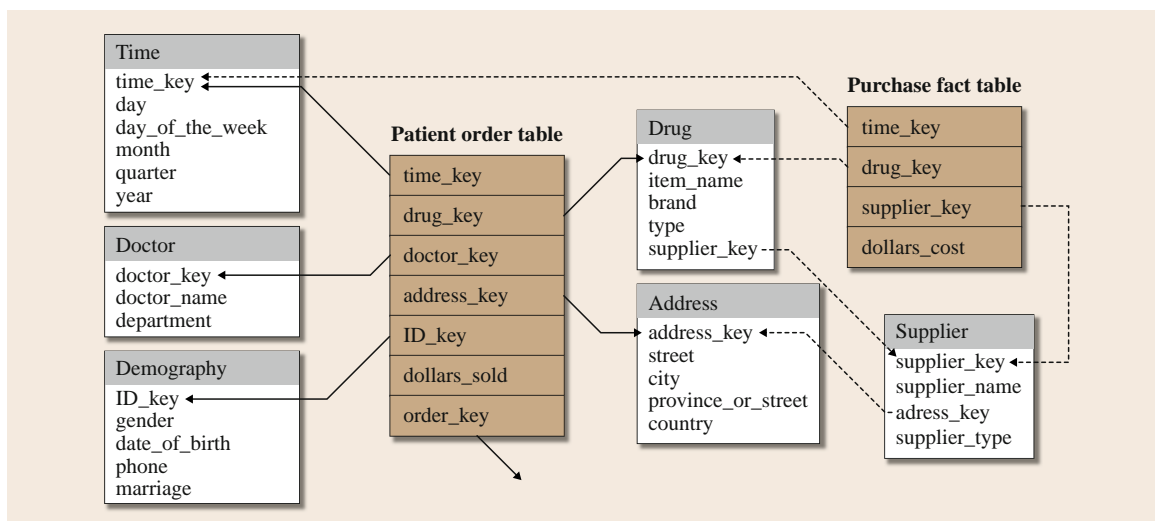 Time
time_key
day
day_of_the_week
month
quarter
year
Doctor
doctor_key
doctor_name
department
Demography
ID_key
gender
date_of_birth
phone
marriage
Patient order table
time_key
drug_key
doctor_key
address_key
ID_key
dollars_sold
order_key
Drug
drug_key
item_name
brand
type
supplier_key
Address
address_key
street
city
province_or_street
country
Purchase fact table
time_key
drug_key
supplier_key
dollars_cost
Supplier
supplier_key
supplier_name
adress_key
supplier_type